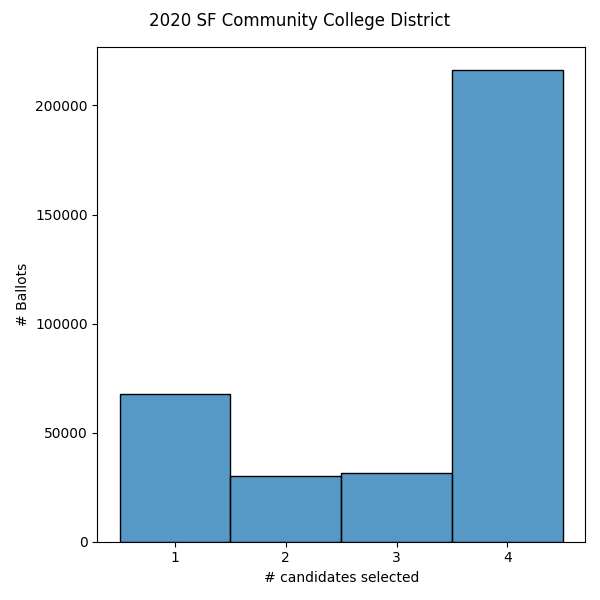 2020 SF Community College District
200000
150000
100000
50000
0
# Ballots
1 2 3 4
# candidates selected